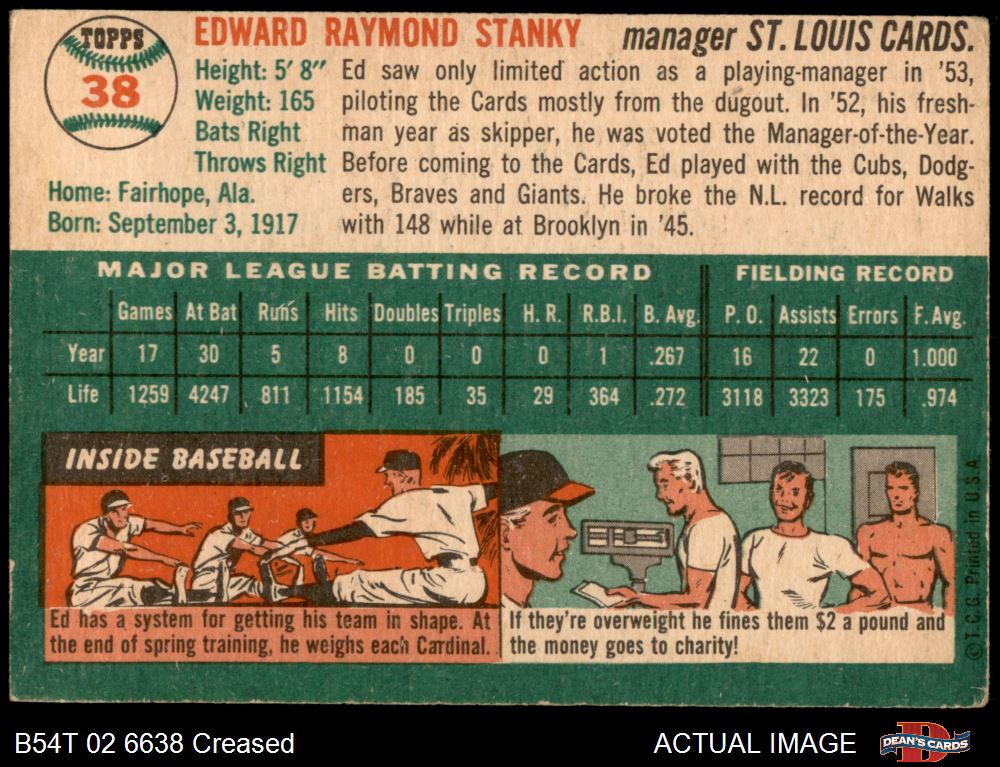 TOPPS
38
EDWARD RAYMOND STANKY manager ST. LOUIS CARDS.
Height: 5' 8"
Weight: 165
Bats Right
Throws Right
Home: Fairhope, Ala.
Born: September 3, 1917
Ed saw only limited action as a playing-manager in '53,
piloting the Cards mostly from the dugout. In '52, his fresh-
man year as skipper, he was voted the Manager-of-the-Year.
Before coming to the Cards, Ed played with the Cubs, Dodg-
ers, Braves and Giants. He broke the N.L. record for Walks
with 148 while at Brooklyn in '45.
MAJOR LEAGUE BATTING RECORD FIELDING RECORD
Games At Bat Runs Hits Doubles Triples H. R. R.B.I. B. Avg. P. O. Assists Errors F. Avg.
Year 17 30 5 8 0 0 0 1 .267 16 22 0 1.000
Life 1259 4247 811 1154 185 35 29 364 .272 3118 3323 175 .974
INSIDE BASEBALL
Ed has a system for getting his team in shape. At
the end of spring training, he weighs each Cardinal.
If they're overweight he fines them $2 a pound and
the money goes to charity!
© T.C.G. Printed in U.S.A.
B54T 02 6638 Creased
ACTUAL IMAGE
DEAN'S CARDS